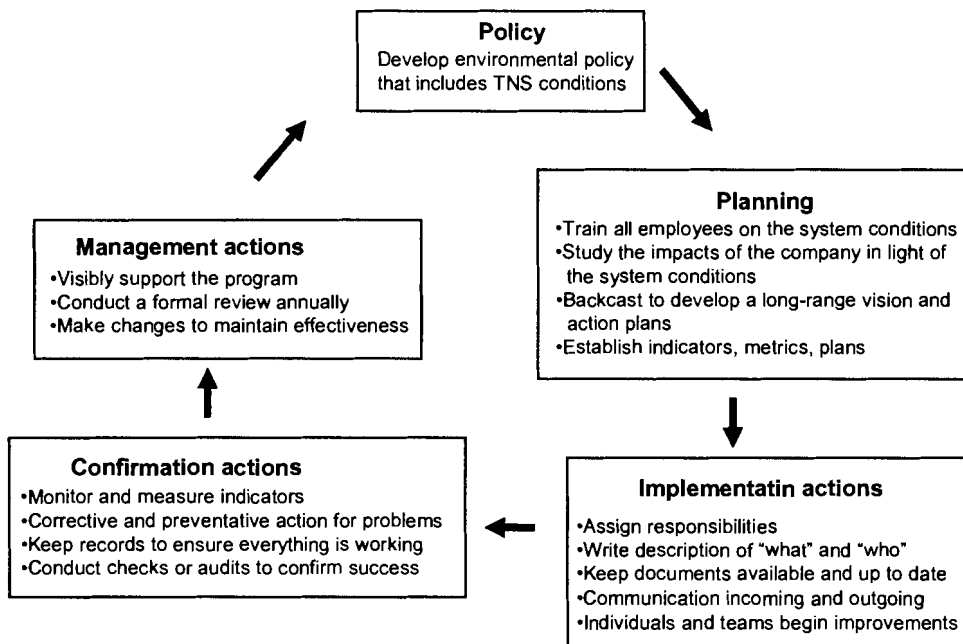 Policy
Develop environmental policy
that includes TNS conditions
Planning
•Train all employees on the system conditions
•Study the impacts of the company in light of
the system conditions
•Backcast to develop a long-range vision and
action plans
•Establish indicators, metrics, plans
Implementatin actions
•Assign responsibilities
•Write description of "what" and "who"
•Keep documents available and up to date
•Communication incoming and outgoing
•Individuals and teams begin improvements
Confirmation actions
•Monitor and measure indicators
•Corrective and preventative action for problems
•Keep records to ensure everything is working
•Conduct checks or audits to confirm success
Management actions
•Visibly support the program
•Conduct a formal review annually
•Make changes to maintain effectiveness